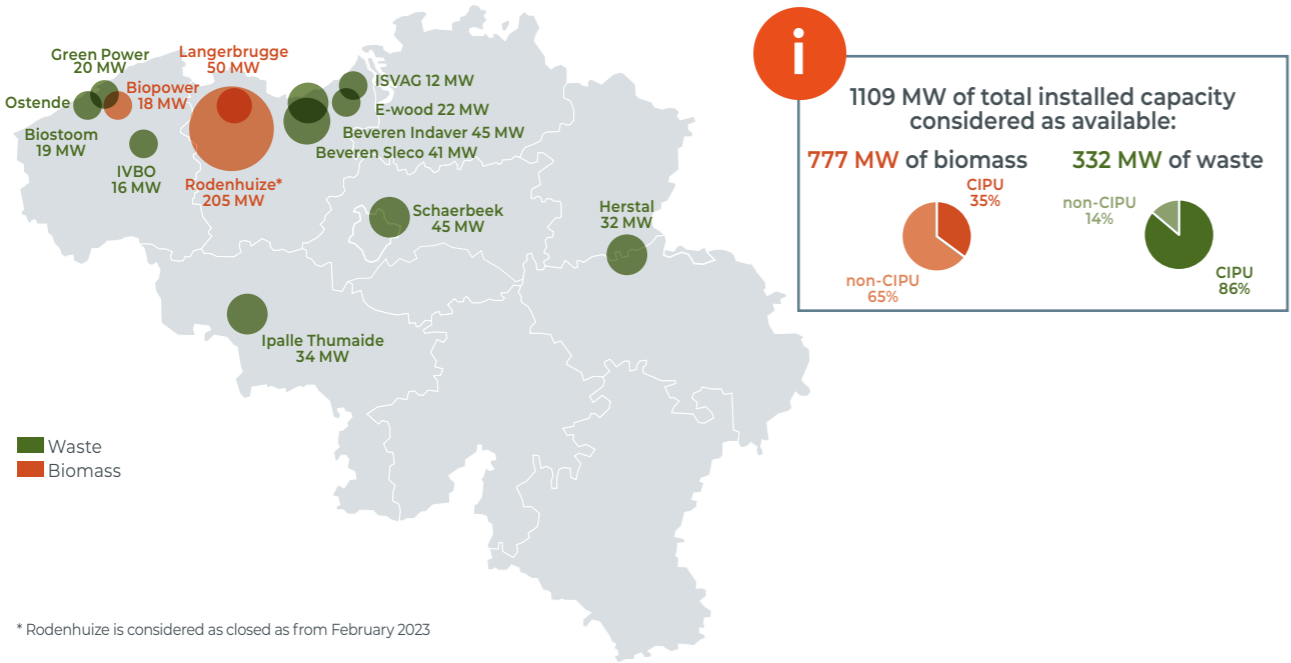 Green Power
20 MW
Langerbrugge
50 MW
Ostende
Biopower
18 MW
ISVAG 12 MW
E-wood 22 MW
Biostoom
19 MW
Beveren Indaver 45 MW
Beveren Sleco 41 MW
IVBO
16 MW
Rodenhuize*
205 MW
Schaerbeek
45 MW
Herstal
32 MW
Ipalle Thumaide
34 MW
Waste
Biomass
* Rodenhuize is considered as closed as from February 2023
i
1109 MW of total installed capacity
considered as available:
777 MW of biomass
CIPU
35%
non-CIPU
65%
332 MW of waste
non-CIPU
14%
CIPU
86%